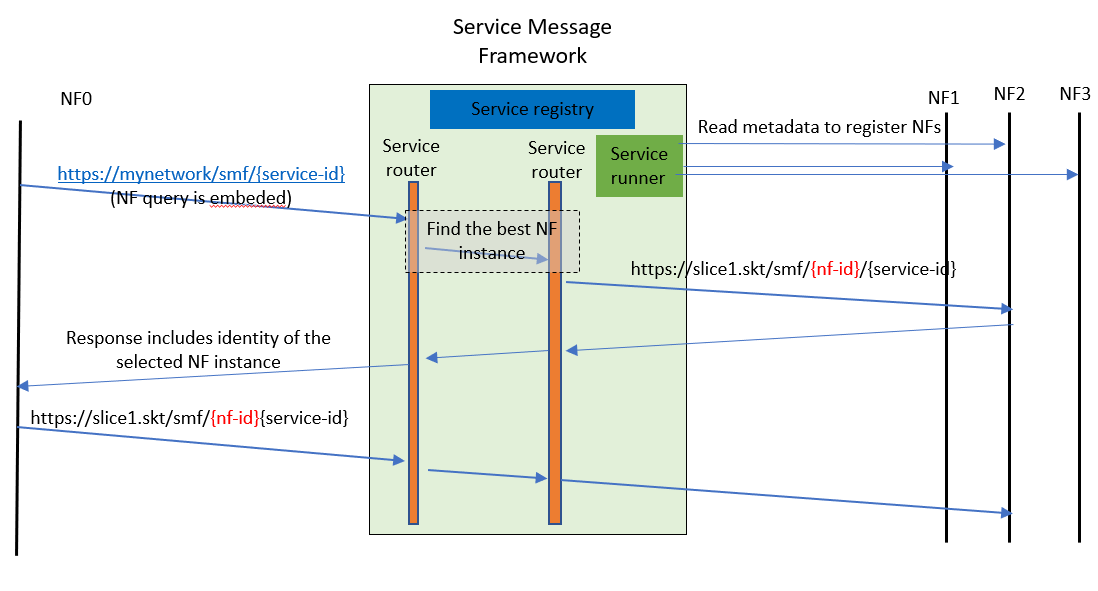 Service Message
Framework
NF0
NF1
NF2
NF3
Service registry
Read metadata to register NFs
Service
router
Service
router
Service
runner
https://mynetwork/smf/{service-id}
(NF query is embeded)
Find the best NF
instance
https://slice1.skt/smf/{nf-id}/{service-id}
Response includes identity of the
selected NF instance
https://slice1.skt/smf/{nf-id}{service-id}